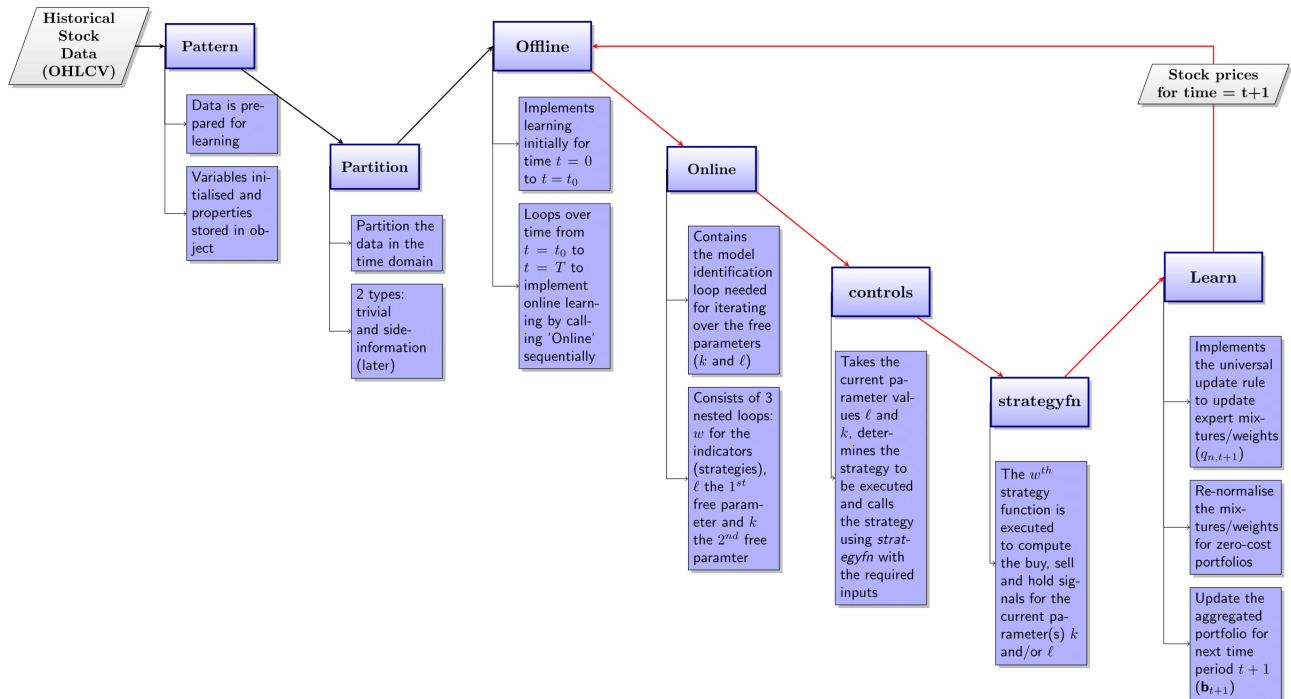 Historical
Stock
Data
(OHLCV)
Pattern
Data is pre-
pared for
learning
Variables ini-
tialised and
properties
stored in ob-
ject
Partition
Partition the
data in the
time domain
2 types:
trivial
and side-
information
(later)
Offline
Implements
learning
initially for
time t = 0
to t = t₀
Loops over
time from
t = t₀ to
t = T to
implement
online learn-
ing by call-
ing 'Online'
sequentially
Online
Contains
the model
identification
loop needed
for iterating
over the free
parameters
(k and ℓ)
Consists of 3
nested loops:
w for the
indicators
(strategies),
ℓ the 1ˢᵗ
free param-
eter and k
the 2ⁿᵈ free
paramter
controls
Takes the
current pa-
rameter val-
ues ℓ and
k, deter-
mines the
strategy to
be executed
and calls
the strategy
using strat-
egyfn with
the required
inputs
strategyfn
The wᵗʰ
strategy
function is
executed
to compute
the buy, sell
and hold sig-
nals for the
current pa-
rameter(s) k
and/or ℓ
Learn
Implements
the universal
update rule
to update
expert mix-
tures/weights
(qₙ,ₜ₊₁)
Re-normalise
the mix-
tures/weights
for zero-cost
portfolios
Update the
aggregated
portfolio for
next time
period t + 1
(bₜ₊₁)
Stock prices
for time = t+1